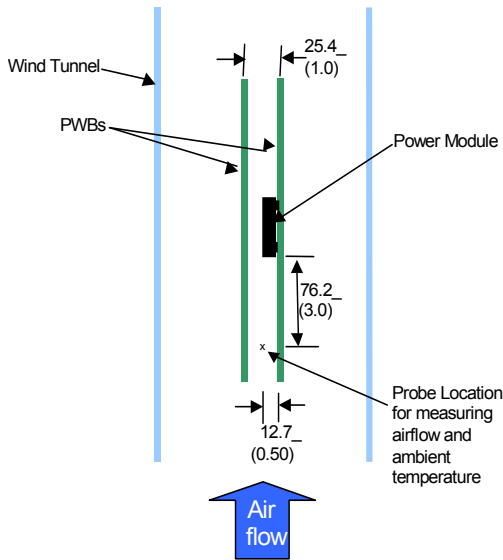 25.4_
(1.0)
Wind Tunnel
PWBs
Power Module
76.2_
(3.0)
x
Probe Location
for measuring
airflow and
ambient
temperature
12.7_
(0.50)
Air
flow